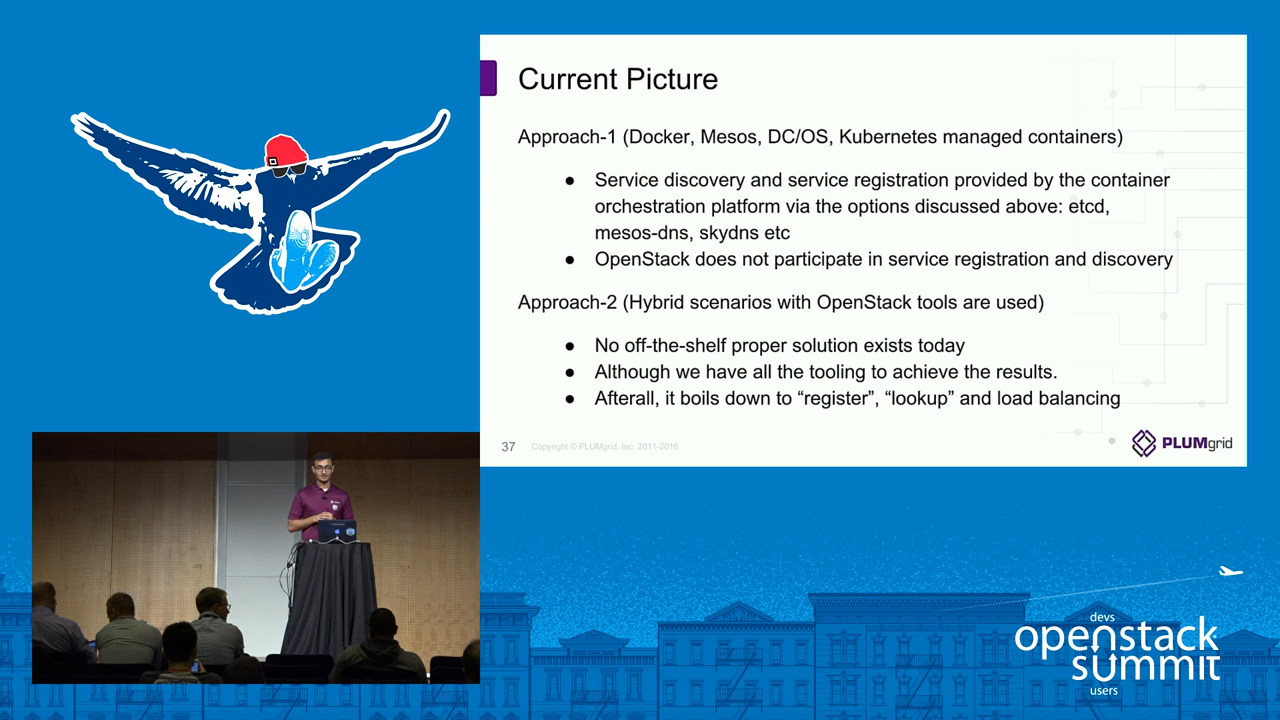 Current Picture
Approach-1 (Docker, Mesos, DC/OS, Kubernetes managed containers)
● Service discovery and service registration provided by the container
orchestration platform via the options discussed above: etcd,
mesos-dns, skydns etc
● OpenStack does not participate in service registration and discovery
Approach-2 (Hybrid scenarios with OpenStack tools are used)
● No off-the-shelf proper solution exists today
● Although we have all the tooling to achieve the results.
● Afterall, it boils down to “register”, “lookup” and load balancing
37 Copyright © PLUMgrid, Inc. 2011-2016
PLUMgrid
devs
openstack
summit
users